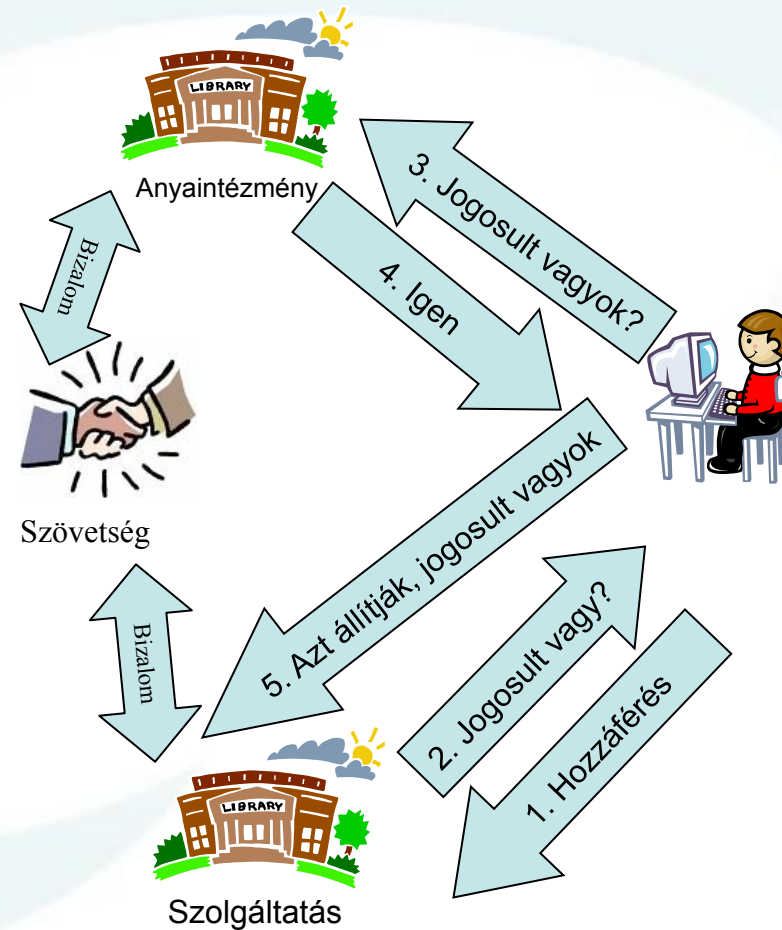 LIBRARY
Anyaintézmény
3. Jogosult vagyok?
4. Igen
Bizalom
Szövetség
5. Azt állítják, jogosult vagyok
2. Jogosult vagy?
1. Hozzáférés
Bizalom
LIBRARY
Szolgáltatás